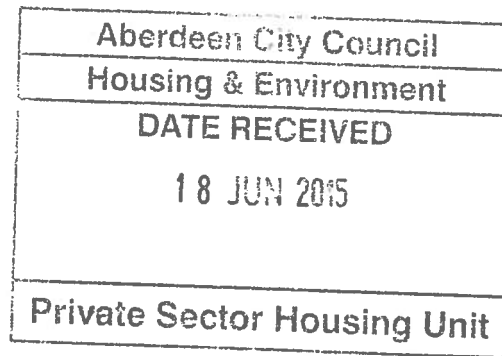 Aberdeen City Council
Housing & Environment
DATE RECEIVED
18 JUN 2015
Private Sector Housing Unit